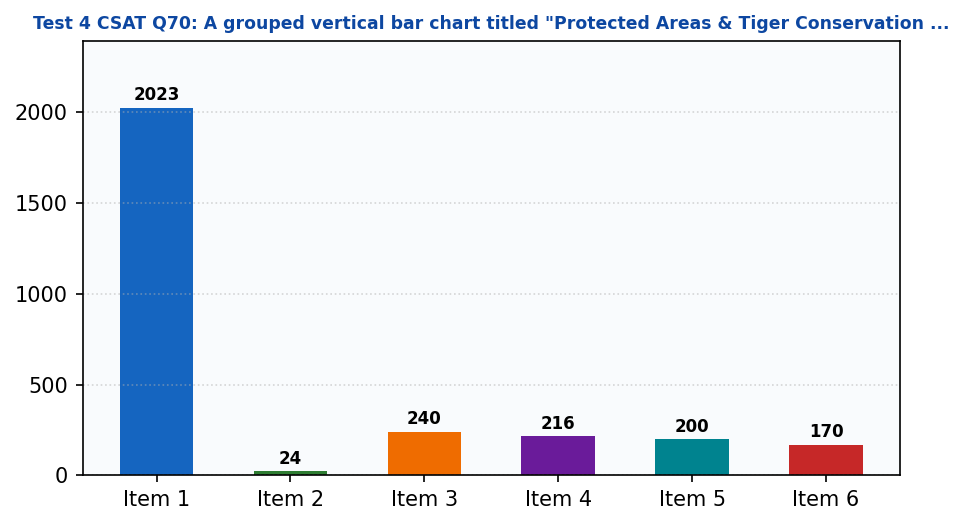 Test 4 CSAT Q70: A grouped vertical bar chart titled "Protected Areas & Tiger Conservation ...
2023
2000
1500
1000
500
0
24
240
216
200
170
Item 1
Item 2
Item 3
Item 4
Item 5
Item 6